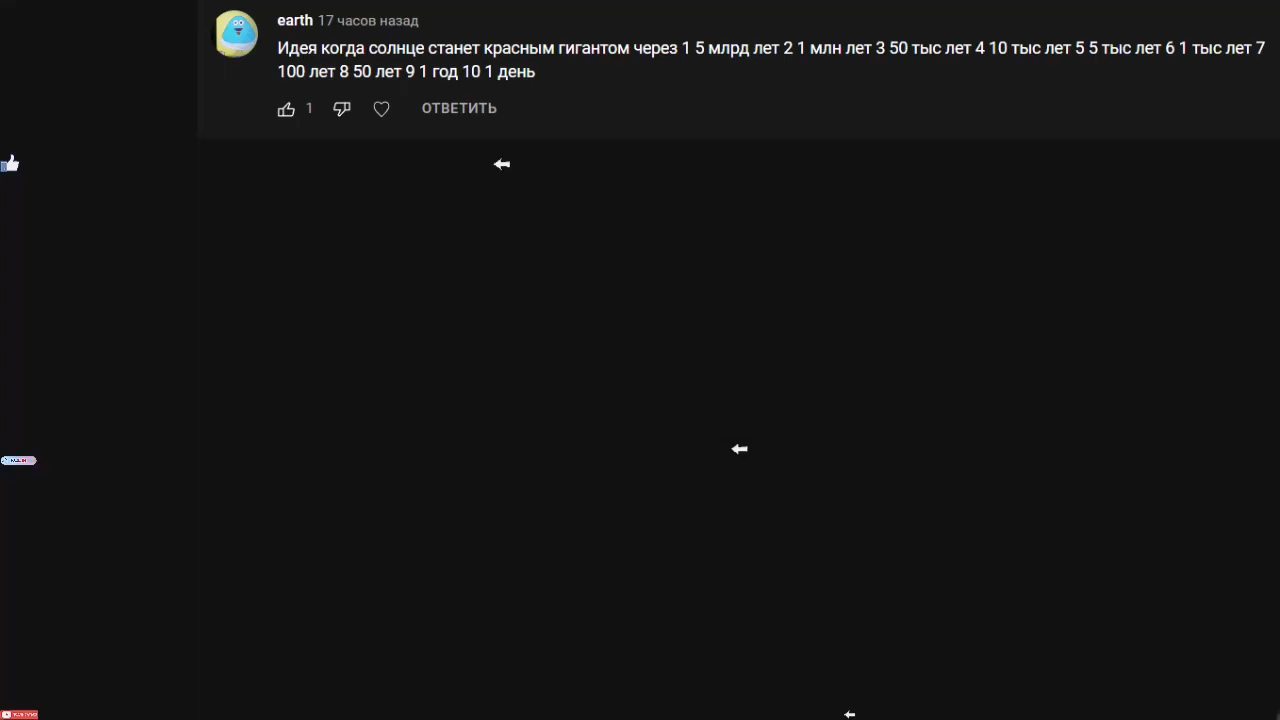 earth 17 часов назад
Идея когда солнце станет красным гигантом через 1 5 млрд лет 2 1 млн лет 3 50 тыс лет 4 10 тыс лет 5 5 тыс лет 6 1 тыс лет 7
100 лет 8 50 лет 9 1 год 10 1 день
1 ОТВЕТИТЬ